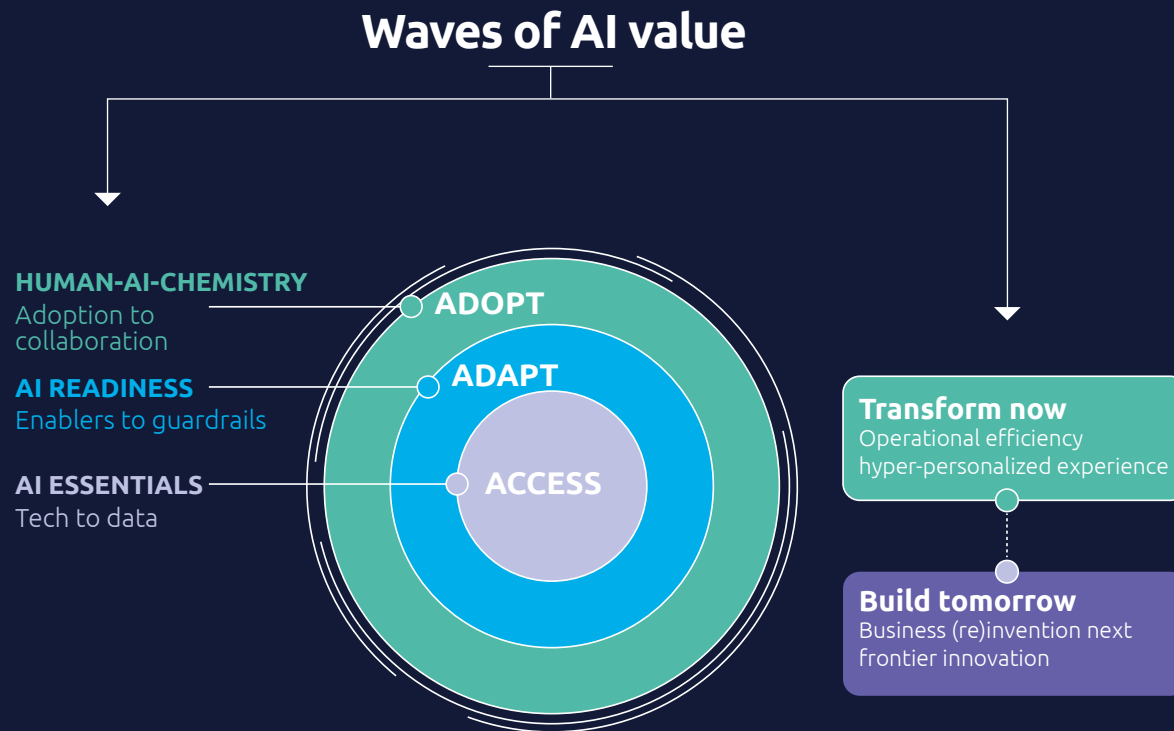 Waves of AI value
HUMAN-AI-CHEMISTRY
Adoption to
collaboration
AI READINESS
Enablers to guardrails
AI ESSENTIALS
Tech to data
ADOPT
ADAPT
ACCESS
Transform now
Operational efficiency
hyper-personalized experience
Build tomorrow
Business (re)invention next
frontier innovation